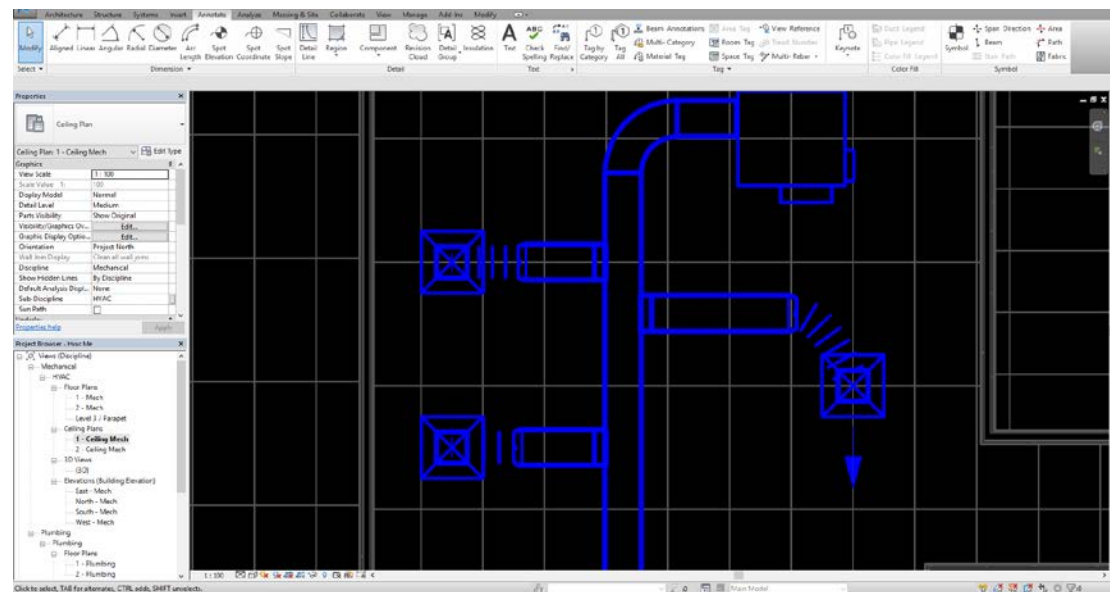 Architecture Structure Systems Insert Annotate Analyze Massing & Site Collaborate View Manage Add-Ins Modify
Modify Aligned Linear Angular Radial Diameter Arc Length Spot Elevation Spot Coordinate Spot Slope Detail Line Region Component Revision Cloud Detail Group Insulation Text Check Spelling Find/ Replace Tag by Category Tag All Beam Annotations Area Tag View Reference Keynote Duct Legend Symbol Span Direction Area
Multi-Category Room Tag Tread Number Pipe Legend Beam Path
Material Tag Space Tag Multi-Rebar Color Fill Legend Stair Path Fabric
Select Dimension Detail Text Tag Color Fill Symbol
Properties
Ceiling Plan
Ceiling Plan: 1 - Ceiling Mech Edit Type
Graphics
View Scale 1 : 100
Scale Value 1: 100
Display Model Normal
Detail Level Medium
Parts Visibility Show Original
Visibility/Graphics Ov... Edit...
Graphic Display Optio... Edit...
Orientation Project North
Wall Join Display Clean all wall joins
Discipline Mechanical
Show Hidden Lines By Discipline
Default Analysis Displ... None
Sub-Discipline HVAC
Sun Path
Properties help Apply
Project Browser - Hvac Me
Views (Discipline)
Mechanical
HVAC
Floor Plans
1 - Mech
2 - Mech
Level 3 / Parapet
Ceiling Plans
1 - Ceiling Mech
2 - Ceiling Mech
3D Views
{3D}
Elevations (Building Elevation)
East - Mech
North - Mech
South - Mech
West - Mech
Plumbing
Plumbing
Floor Plans
1 - Plumbing
2 - Plumbing
1 : 100
Click to select, TAB for alternates, CTRL adds, SHIFT unselects. :0 Main Model :4